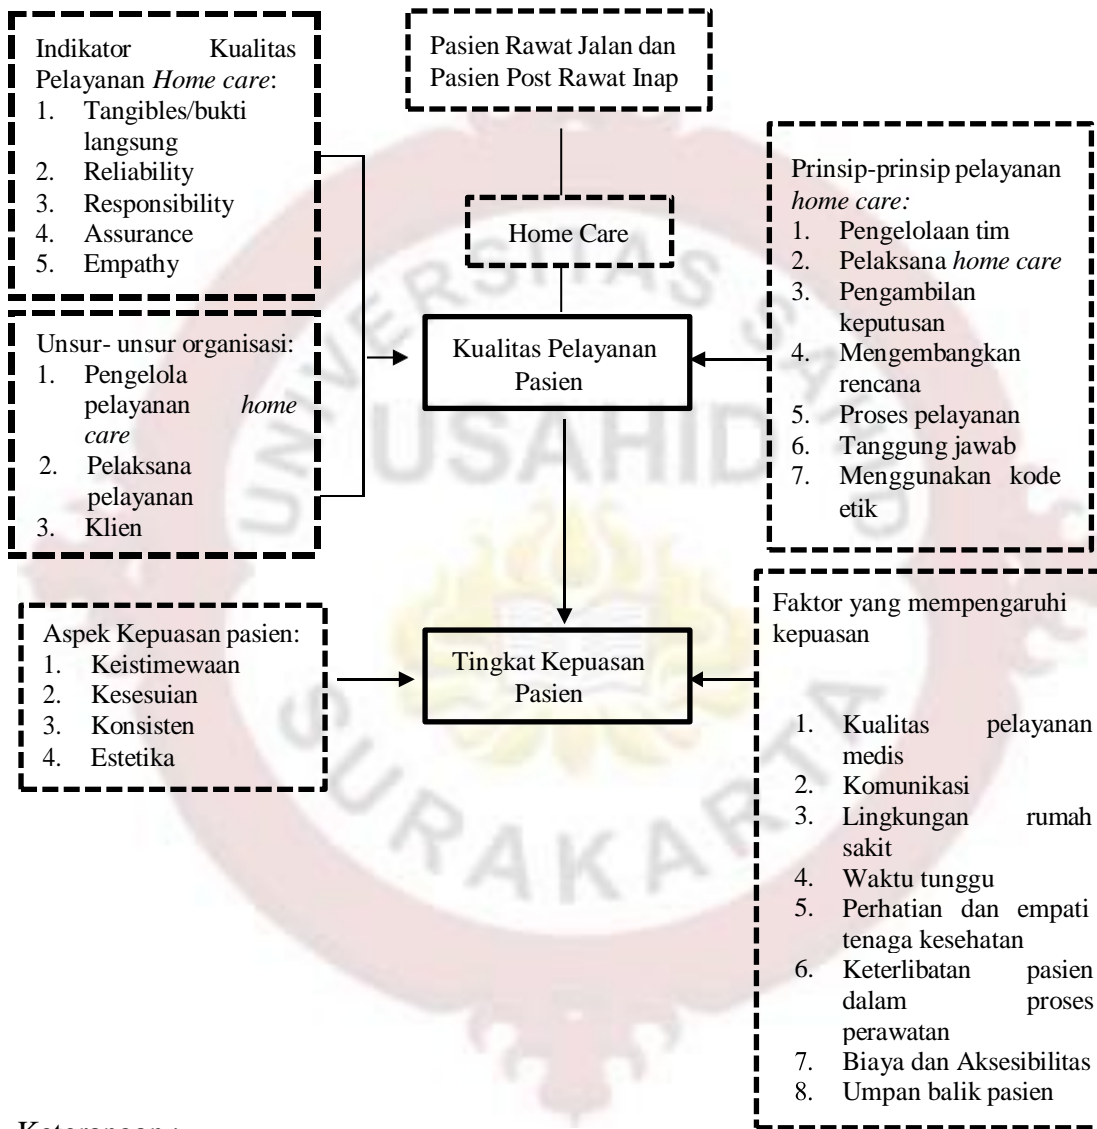 Indikator Kualitas
Pelayanan Home care:
1. Tangibles/bukti
langsung
2. Reliability
3. Responsibility
4. Assurance
5. Empathy
Pasien Rawat Jalan dan
Pasien Post Rawat Inap
Home Care
Prinsip-prinsip pelayanan
home care:
1. Pengelolaan tim
2. Pelaksana home care
3. Pengambilan
keputusan
4. Mengembangkan
rencana
5. Proses pelayanan
6. Tanggung jawab
7. Menggunakan kode
etik
Unsur- unsur organisasi:
1. Pengelola
pelayanan home
care
2. Pelaksana
pelayanan
3. Klien
Kualitas Pelayanan
Pasien
Aspek Kepuasan pasien:
1. Keistimewaan
2. Kesesuian
3. Konsisten
4. Estetika
Tingkat Kepuasan
Pasien
Faktor yang mempengaruhi
kepuasan
1. Kualitas pelayanan
medis
2. Komunikasi
3. Lingkungan rumah
sakit
4. Waktu tunggu
5. Perhatian dan empati
tenaga kesehatan
6. Keterlibatan pasien
dalam proses
perawatan
7. Biaya dan Aksesibilitas
8. Umpan balik pasien
UNIVERSITAS SAHID
USAHID
SURAKARTA